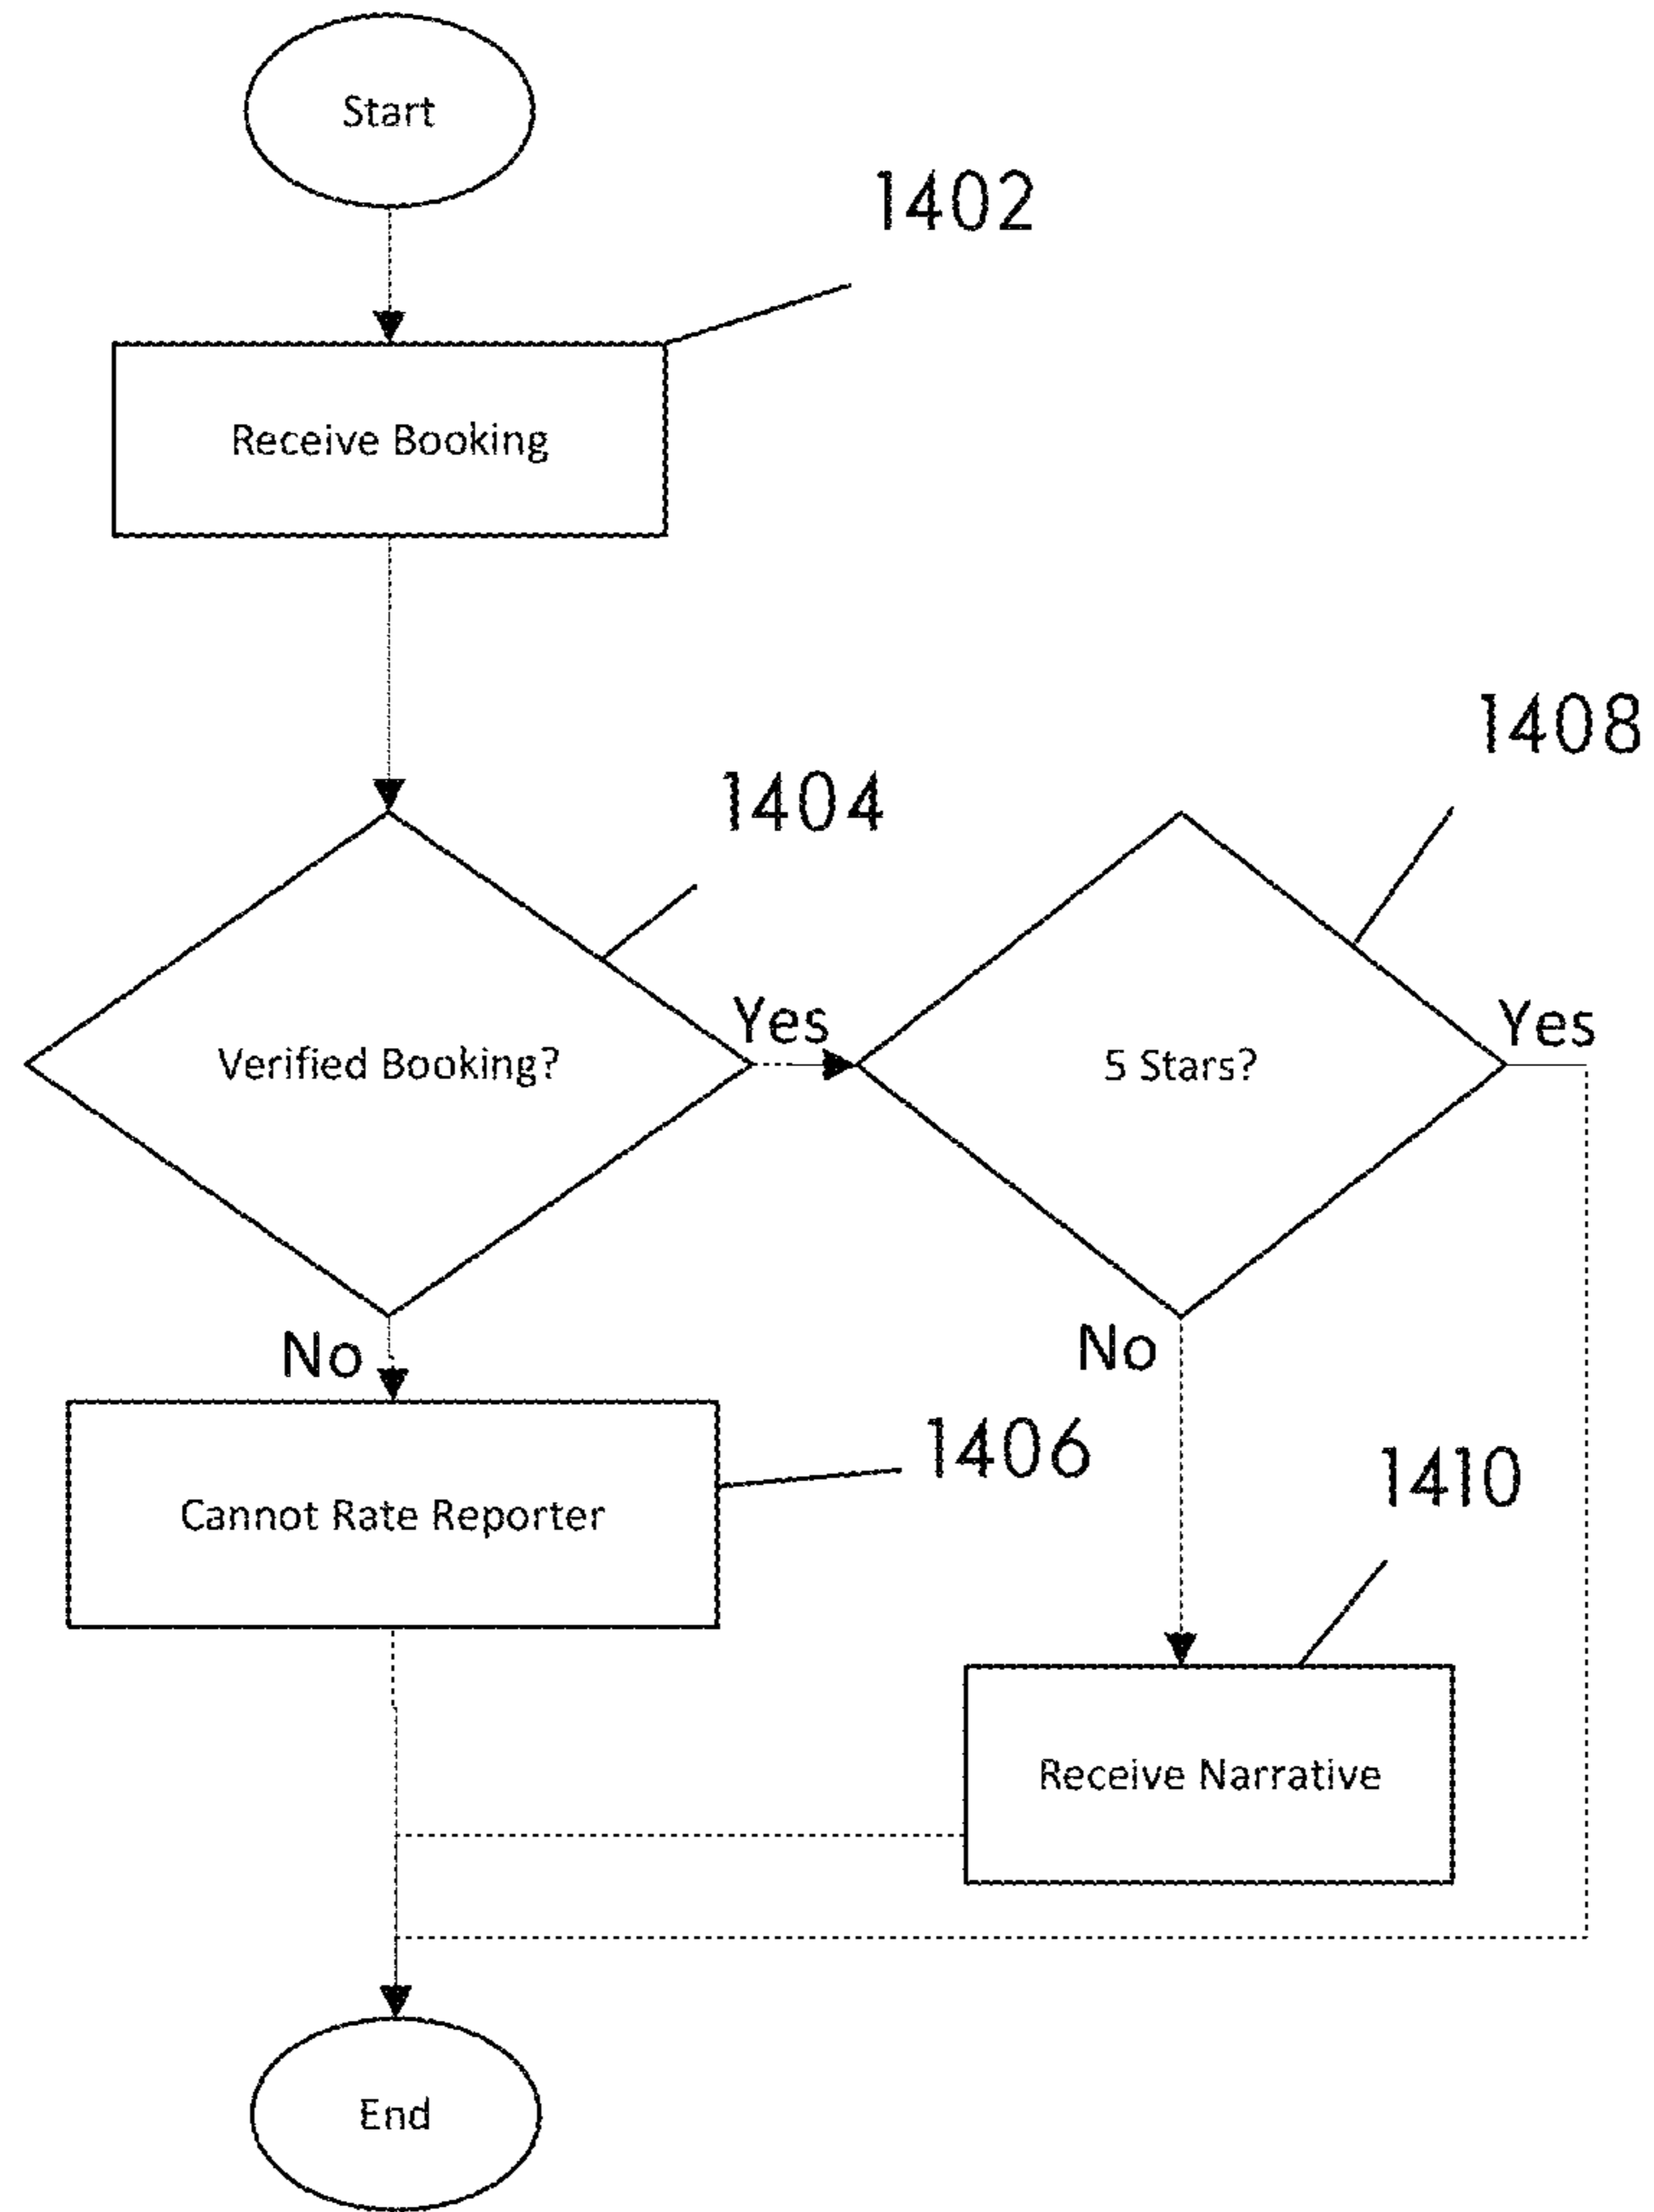 Start
1402
Receive Booking
1408
1404
Yes
Yes
Verified Booking?
5 Stars?
No
No
1406
Cannot Rate Reporter
1410
Receive Narrative
End